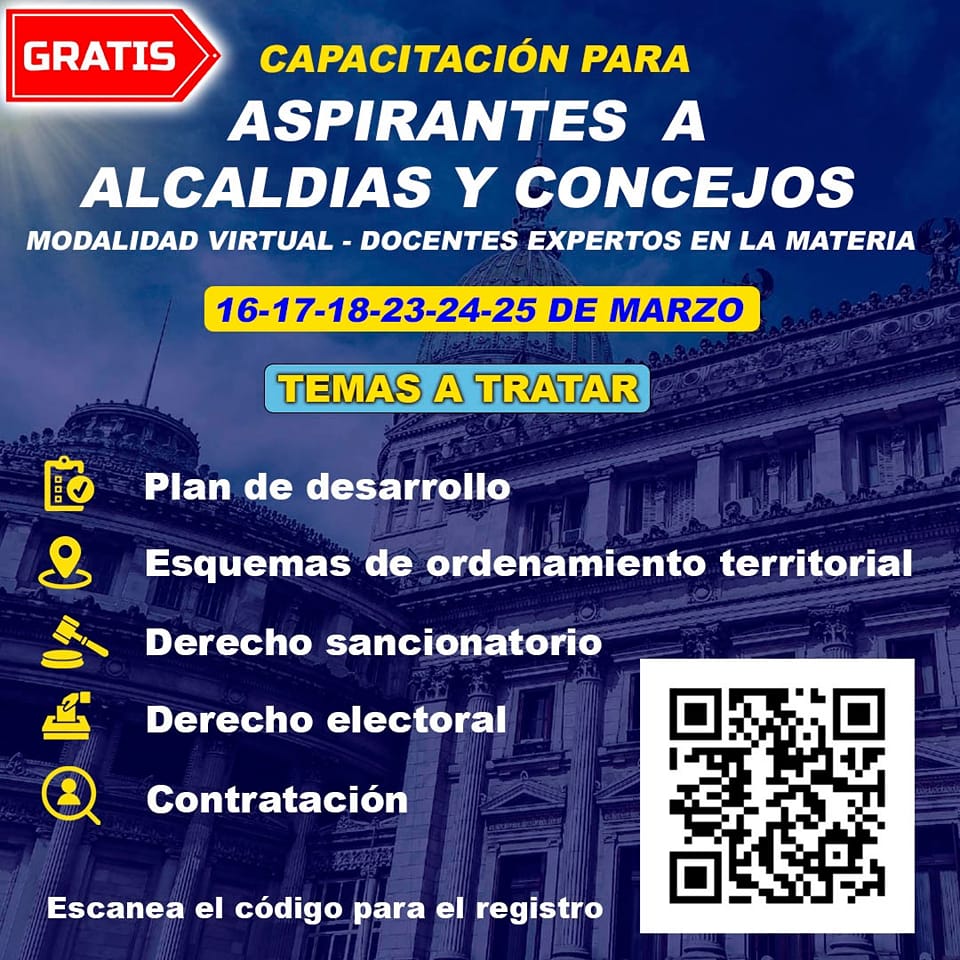 GRATIS
CAPACITACIÓN PARA
ASPIRANTES A
ALCALDIAS Y CONCEJOS
MODALIDAD VIRTUAL - DOCENTES EXPERTOS EN LA MATERIA
16-17-18-23-24-25 DE MARZO
TEMAS A TRATAR
Plan de desarrollo
Esquemas de ordenamiento territorial
Derecho sancionatorio
Derecho electoral
Contratación
Escanea el código para el registro